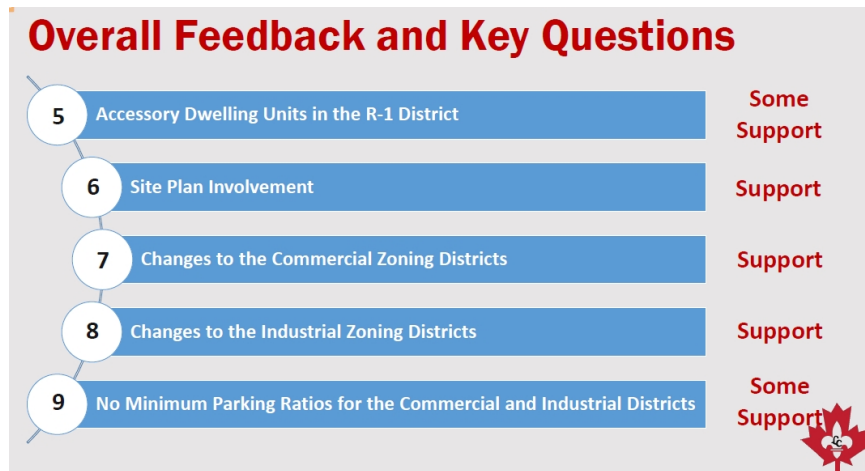 Overall Feedback and Key Questions
5 Accessory Dwelling Units in the R-1 District
Some
Support
6 Site Plan Involvement
Support
7 Changes to the Commercial Zoning Districts
Support
8 Changes to the Industrial Zoning Districts
Support
9 No Minimum Parking Ratios for the Commercial and Industrial Districts
Some
Support